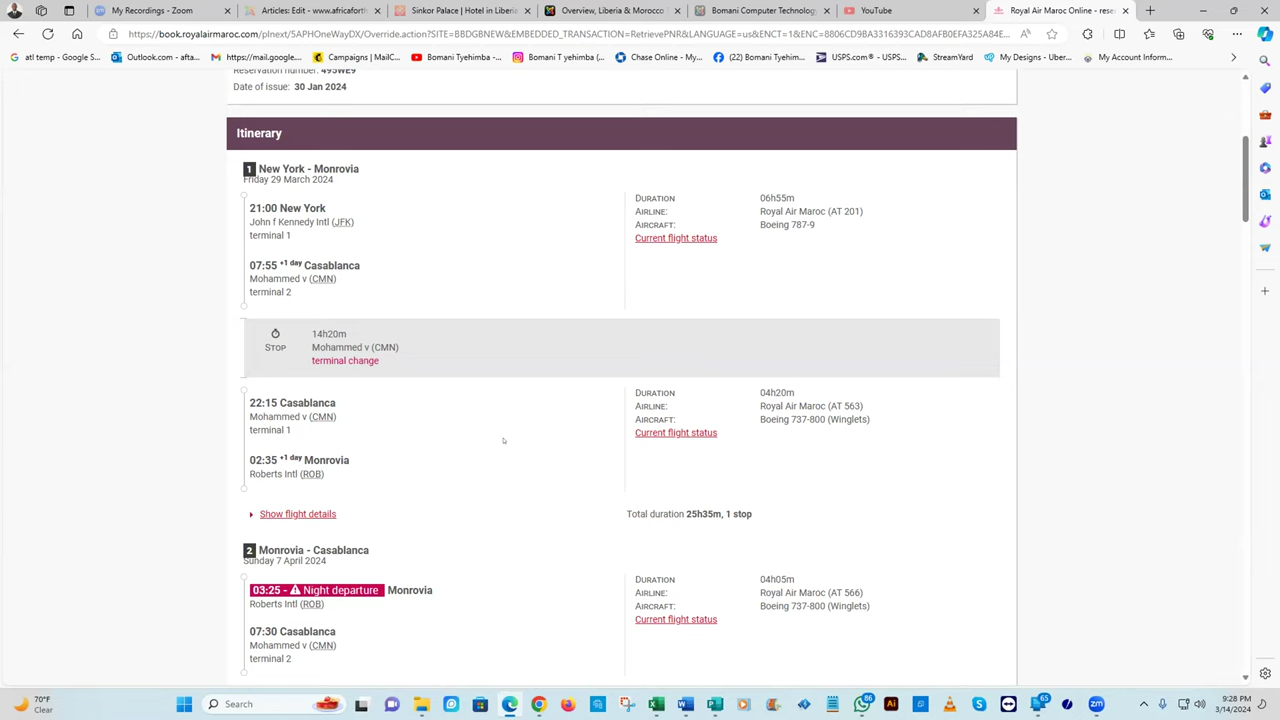 My Recordings - Zoom
Articles: Edit - www.africaforth
Sinkor Palace | Hotel in Liberia
Overview, Liberia & Morocco
Bomani Computer Technology
YouTube
Royal Air Maroc Online - rese
https://book.royalairmaroc.com/plnext/SAPHOneWayDX/Override.action?SITE=BBDGBNEW&EMBEDDED_TRANSACTION=RetrievePNR&LANGUAGE=us&ENCT=1&ENC=8806CD9BA3316393CAD8AFB0EFA325A84E...
atl temp - Google S...
Outlook.com - afta...
https://mail.google....
Campaigns | MailC...
Bomani Tyehimba -...
Bomani T yehimba (...
Chase Online - My...
(22) Bomani Tyehim...
USPS.com® - USPS...
StreamYard
My Designs - Uber...
My Account Inform...
Reservation number: 495WE9
Date of issue: 30 Jan 2024
Itinerary
1 New York - Monrovia
Friday 29 March 2024
21:00 New York
John f Kennedy Intl (JFK)
terminal 1
07:55 +1 day Casablanca
Mohammed v (CMN)
terminal 2
DURATION 06h55m
AIRLINE: Royal Air Maroc (AT 201)
AIRCRAFT: Boeing 787-9
Current flight status
STOP
14h20m
Mohammed v (CMN)
terminal change
22:15 Casablanca
Mohammed v (CMN)
terminal 1
02:35 +1 day Monrovia
Roberts Intl (ROB)
DURATION 04h20m
AIRLINE: Royal Air Maroc (AT 563)
AIRCRAFT: Boeing 737-800 (Winglets)
Current flight status
Show flight details
Total duration 25h35m, 1 stop
2 Monrovia - Casablanca
Sunday 7 April 2024
03:25 - Night departure Monrovia
Roberts Intl (ROB)
07:30 Casablanca
Mohammed v (CMN)
terminal 2
DURATION 04h05m
AIRLINE: Royal Air Maroc (AT 566)
AIRCRAFT: Boeing 737-800 (Winglets)
Current flight status
70°F
Clear
Search
86
65
9:28 PM
3/14/2024